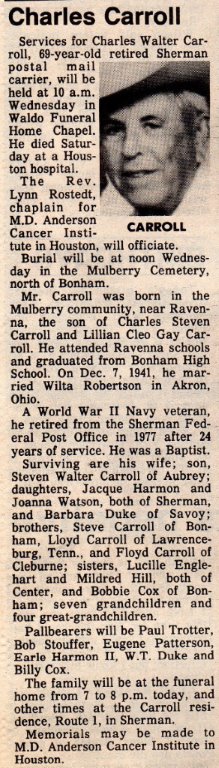 Charles Carroll
Services for Charles Walter Car-
roll, 69-year-old retired Sherman
postal mail
carrier, will be
held at 10 a.m.
Wednesday in
Waldo Funeral
Home Chapel.
He died Satur-
day at a Hous-
ton hospital.
The Rev.
Lynn Rostedt,
chaplain for
M.D. Anderson
Cancer Insti-
CARROLL
tute in Houston, will officiate.
Burial will be at noon Wednes-
day in the Mulberry Cemetery,
north of Bonham.
Mr. Carroll was born in the
Mulberry community, near Raven-
na, the son of Charles Steven
Carroll and Lillian Cleo Gay Car-
roll. He attended Ravenna schools
and graduated from Bonham High
School. On Dec. 7, 1941, he mar-
ried Wilta Robertson in Akron,
Ohio.
A World War II Navy veteran,
he retired from the Sherman Fed-
eral Post Office in 1977 after 24
years of service. He was a Baptist.
Surviving are his wife; son,
Steven Walter Carroll of Aubrey;
daughters, Jacque Harmon and
Joanna Watson, both of Sherman,
and Barbara Duke of Savoy;
brothers, Steve Carroll of Bon-
ham, Lloyd Carroll of Lawrence-
burg, Tenn., and Floyd Carroll of
Cleburne; sisters, Lucille Engle-
hart and Mildred Hill, both of
Center, and Bobbie Cox of Bon-
ham; seven grandchildren and
four great-grandchildren.
Pallbearers will be Paul Trotter,
Bob Stouffer, Eugene Patterson,
Earle Harmon II, W.T. Duke and
Billy Cox.
The family will be at the funeral
home from 7 to 8 p.m. today, and
other times at the Carroll resi-
dence, Route 1, in Sherman.
Memorials may be made to
M.D. Anderson Cancer Institute in
Houston.